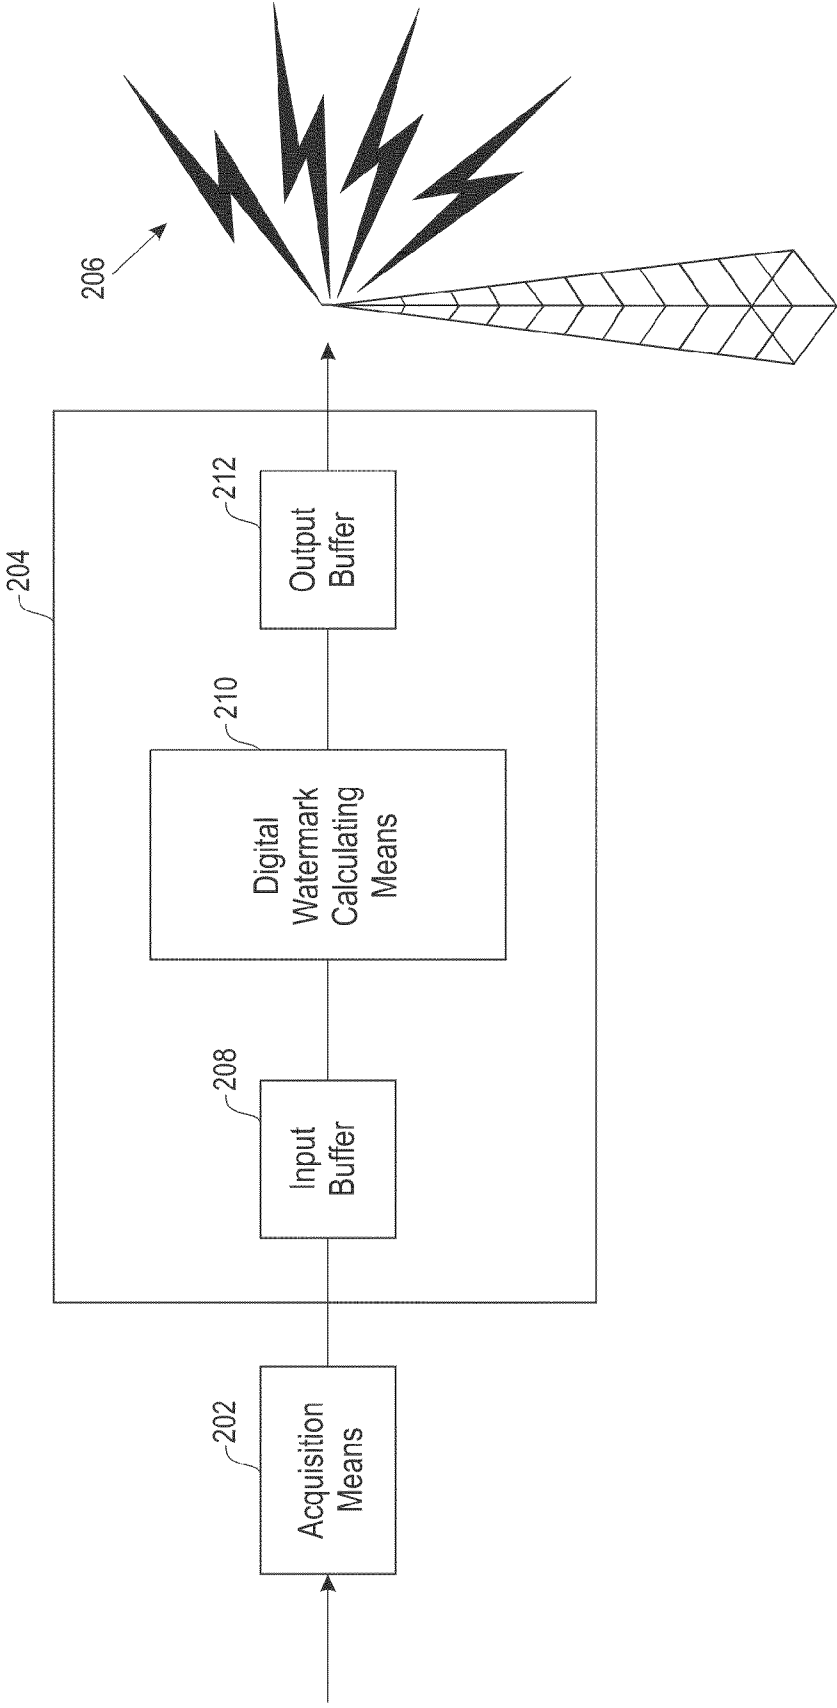 204
206
202
Acquisition
Means
208
Input
Buffer
210
Digital
Watermark
Calculating
Means
212
Output
Buffer